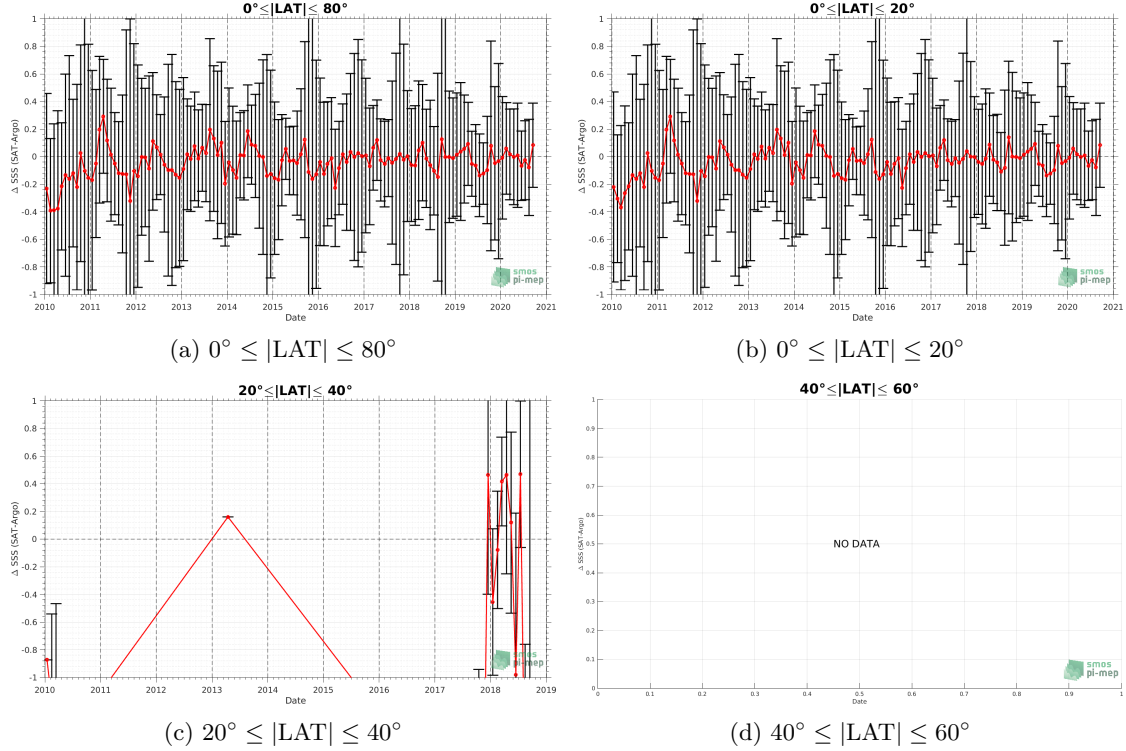 0°≤|LAT|≤ 80°
1
0.8
0.6
0.4
0.2
0
-0.2
-0.4
-0.6
-0.8
-1
Δ SSS (SAT-Argo)
2010 2011 2012 2013 2014 2015 2016 2017 2018 2019 2020 2021
Date
smos
pi-mep
(a) 0° ≤ |LAT| ≤ 80°
0°≤|LAT|≤ 20°
1
0.8
0.6
0.4
0.2
0
-0.2
-0.4
-0.6
-0.8
-1
Δ SSS (SAT-Argo)
2010 2011 2012 2013 2014 2015 2016 2017 2018 2019 2020 2021
Date
smos
pi-mep
(b) 0° ≤ |LAT| ≤ 20°
20°≤|LAT|≤ 40°
1
0.8
0.6
0.4
0.2
0
-0.2
-0.4
-0.6
-0.8
-1
Δ SSS (SAT-Argo)
2010 2011 2012 2013 2014 2015 2016 2017 2018 2019
Date
smos
pi-mep
(c) 20° ≤ |LAT| ≤ 40°
40°≤|LAT|≤ 60°
1
0.9
0.8
0.7
0.6
0.5
0.4
0.3
0.2
0.1
0
Δ SSS (SAT-Argo)
NO DATA
0 0.1 0.2 0.3 0.4 0.5 0.6 0.7 0.8 0.9 1
Date
smos
pi-mep
(d) 40° ≤ |LAT| ≤ 60°